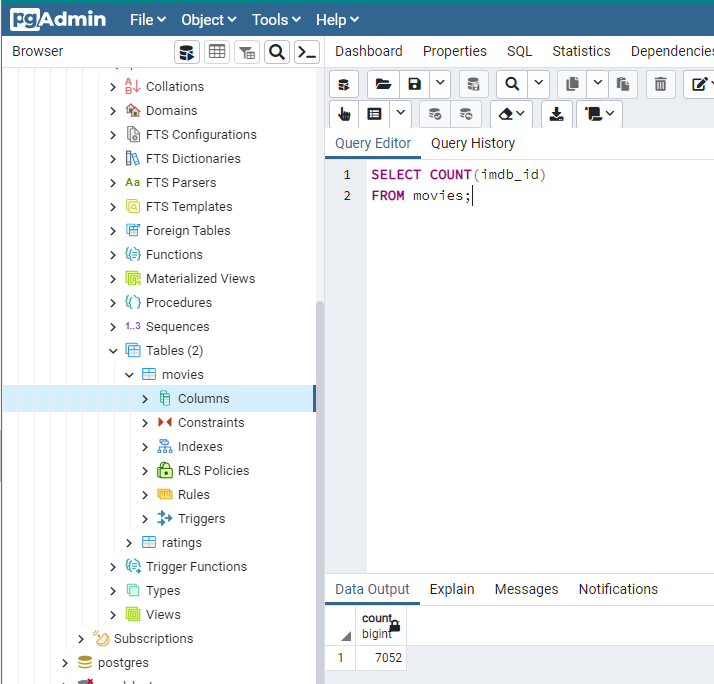 pgAdmin File Object Tools Help
Browser
Dashboard Properties SQL Statistics Dependencies
Collations
Domains
FTS Configurations
FTS Dictionaries
Aa FTS Parsers
FTS Templates
Foreign Tables
Functions
Materialized Views
Procedures
1..3 Sequences
Tables (2)
movies
Columns
Constraints
Indexes
RLS Policies
Rules
Triggers
ratings
Trigger Functions
Types
Views
Subscriptions
postgres
Query Editor Query History
1 SELECT COUNT(imdb_id)
2 FROM movies;
Data Output Explain Messages Notifications
count
bigint
1 7052